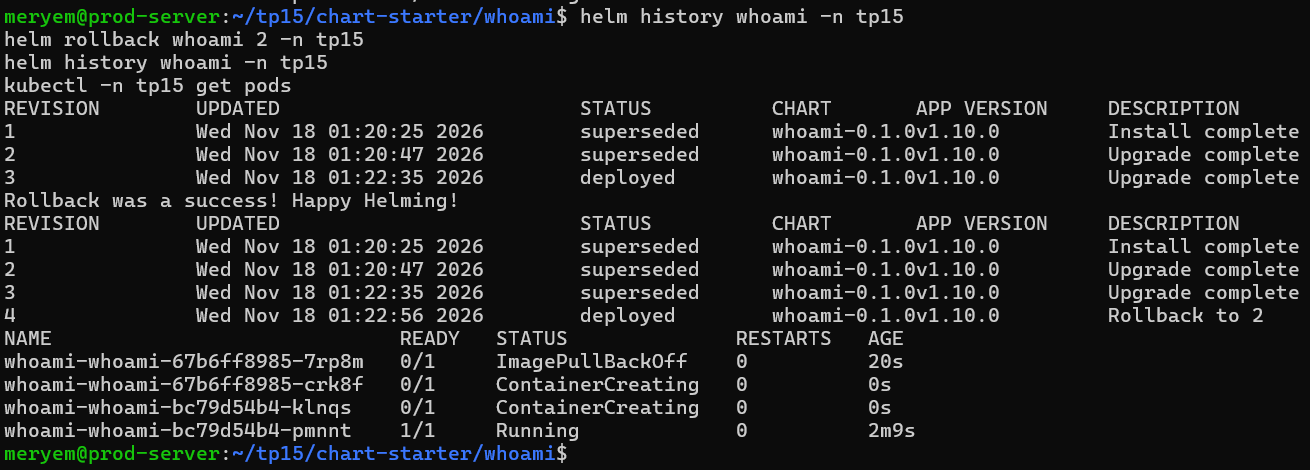 meryem@prod-server:~/tp15/chart-starter/whoami$ helm history whoami -n tp15
helm rollback whoami 2 -n tp15
helm history whoami -n tp15
kubectl -n tp15 get pods
REVISION        UPDATED                         STATUS          CHART       APP VERSION     DESCRIPTION
1               Wed Nov 18 01:20:25 2026        superseded      whoami-0.1.0v1.10.0         Install complete
2               Wed Nov 18 01:20:47 2026        superseded      whoami-0.1.0v1.10.0         Upgrade complete
3               Wed Nov 18 01:22:35 2026        deployed        whoami-0.1.0v1.10.0         Upgrade complete
Rollback was a success! Happy Helming!
REVISION        UPDATED                         STATUS          CHART       APP VERSION     DESCRIPTION
1               Wed Nov 18 01:20:25 2026        superseded      whoami-0.1.0v1.10.0         Install complete
2               Wed Nov 18 01:20:47 2026        superseded      whoami-0.1.0v1.10.0         Upgrade complete
3               Wed Nov 18 01:22:35 2026        superseded      whoami-0.1.0v1.10.0         Upgrade complete
4               Wed Nov 18 01:22:56 2026        deployed        whoami-0.1.0v1.10.0         Rollback to 2
NAME                             READY   STATUS              RESTARTS   AGE
whoami-whoami-67b6ff8985-7rp8m   0/1     ImagePullBackOff    0          20s
whoami-whoami-67b6ff8985-crk8f   0/1     ContainerCreating   0          0s
whoami-whoami-bc79d54b4-klnqs    0/1     ContainerCreating   0          0s
whoami-whoami-bc79d54b4-pmnnt    1/1     Running             0          2m9s
meryem@prod-server:~/tp15/chart-starter/whoami$